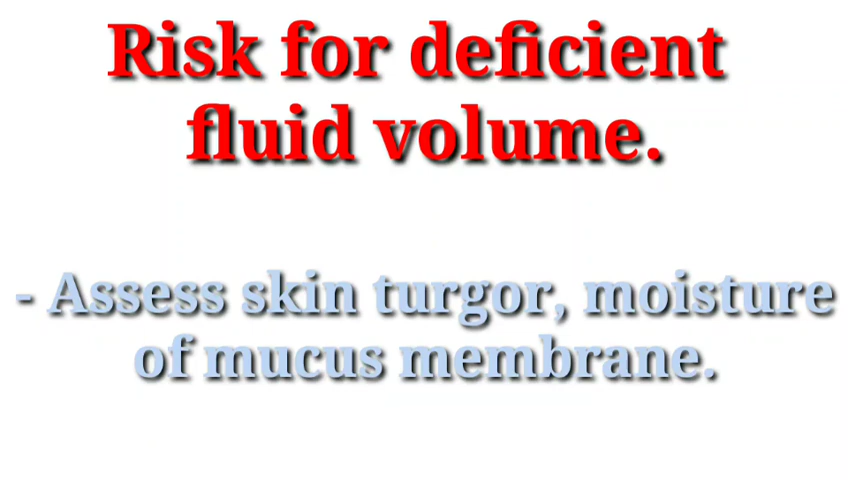 Risk for deficient
fluid volume.
- Assess skin turgor, moisture
of mucus membrane.